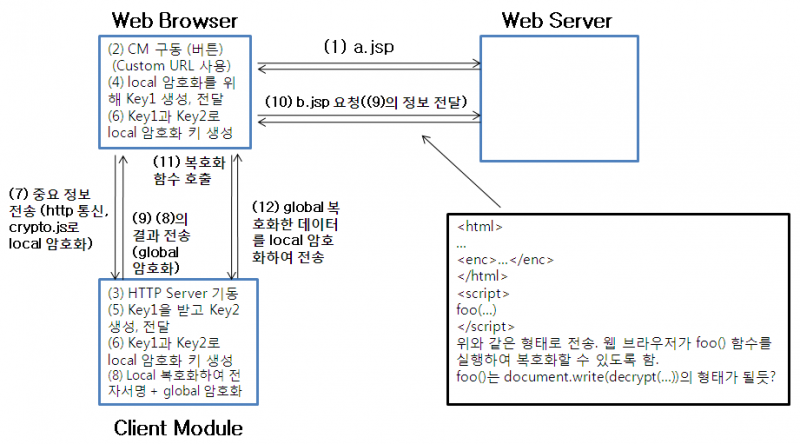 Web Browser
Web Server
(2) CM 구동 (버튼)
(Custom URL 사용)
(4) local 암호화를 위
해 Key1 생성, 전달
(6) Key1과 Key2로
local 암호화 키 생성
(1) a.jsp
(10) b.jsp 요청((9)의 정보 전달)
(7) 중요 정보
전송 (http 통신,
crypto.js로
local 암호화)
(11) 복호화
함수 호출
(9) (8)의
결과 전송
(global
암호화)
(12) global 복
호화한 데이터
를 local 암호
화하여 전송
(3) HTTP Server 기동
(5) Key1을 받고 Key2
생성, 전달
(6) Key1과 Key2로
local 암호화 키 생성
(8) Local 복호화하여 전
자서명 + global 암호화
Client Module
<html>
...
<enc>...</enc>
</html>
<script>
foo(...)
</script>
위와 같은 형태로 전송. 웹 브라우저가 foo() 함수를
실행하여 복호화할 수 있도록 함.
foo()는 document.write(decrypt(...))의 형태가 될듯?